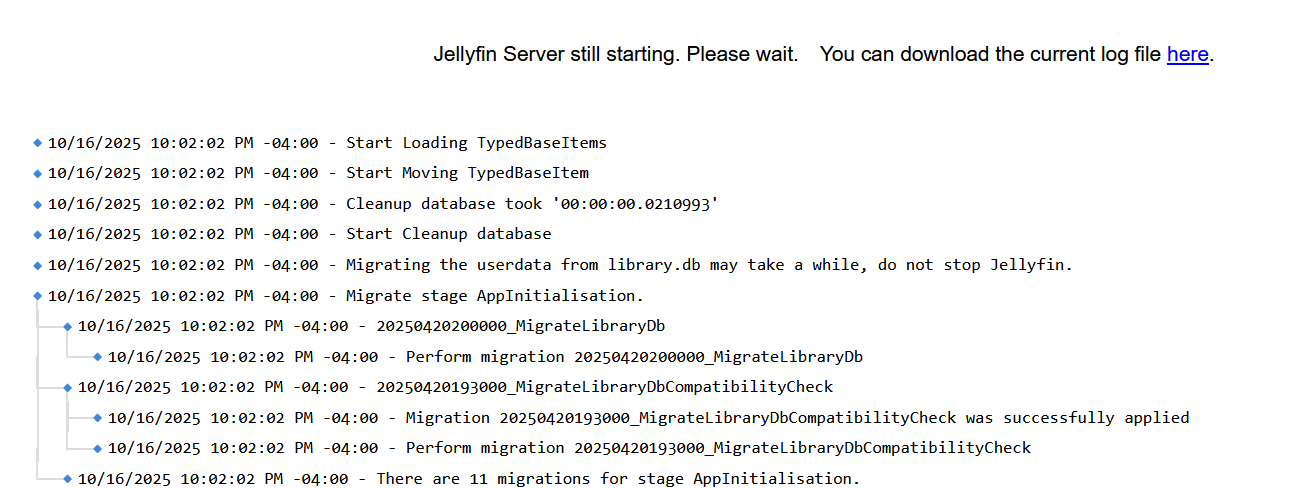 Jellyfin Server still starting. Please wait. You can download the current log file here.
10/16/2025 10:02:02 PM -04:00 - Start Loading TypedBaseItems
10/16/2025 10:02:02 PM -04:00 - Start Moving TypedBaseItem
10/16/2025 10:02:02 PM -04:00 - Cleanup database took '00:00:00.0210993'
10/16/2025 10:02:02 PM -04:00 - Start Cleanup database
10/16/2025 10:02:02 PM -04:00 - Migrating the userdata from library.db may take a while, do not stop Jellyfin.
10/16/2025 10:02:02 PM -04:00 - Migrate stage AppInitialisation.
10/16/2025 10:02:02 PM -04:00 - 20250420200000_MigrateLibraryDb
10/16/2025 10:02:02 PM -04:00 - Perform migration 20250420200000_MigrateLibraryDb
10/16/2025 10:02:02 PM -04:00 - 20250420193000_MigrateLibraryDbCompatibilityCheck
10/16/2025 10:02:02 PM -04:00 - Migration 20250420193000_MigrateLibraryDbCompatibilityCheck was successfully applied
10/16/2025 10:02:02 PM -04:00 - Perform migration 20250420193000_MigrateLibraryDbCompatibilityCheck
10/16/2025 10:02:02 PM -04:00 - There are 11 migrations for stage AppInitialisation.